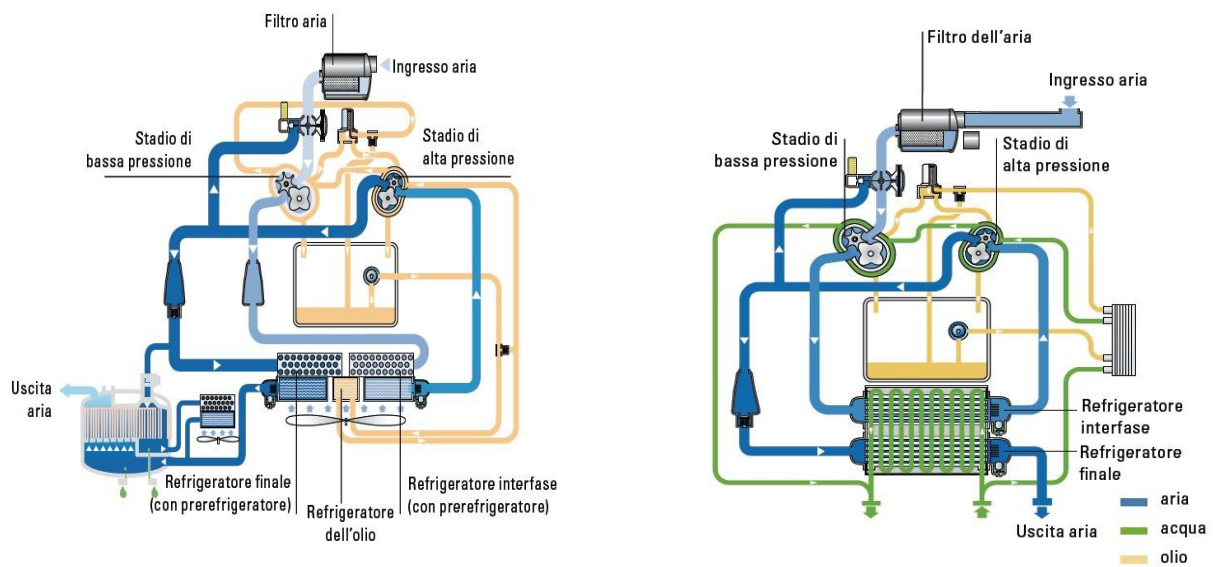 Filtro aria
Ingresso aria
Stadio di
bassa pressione
Stadio di
alta pressione
Uscita
aria
Refrigeratore finale
(con prerefrigeratore)
Refrigeratore
dell'olio
Refrigeratore interfase
(con prerefrigeratore)
Filtro dell'aria
Ingresso aria
Stadio di
bassa pressione
Stadio di
alta pressione
Refrigeratore
interfase
Refrigeratore
finale
Uscita aria
aria
acqua
olio